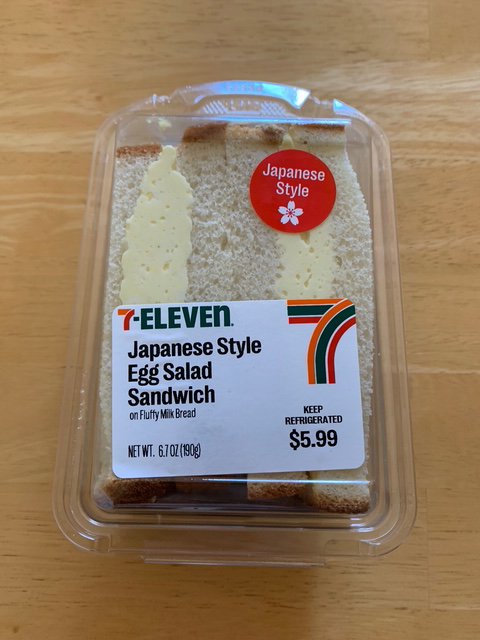 Japanese
Style
7-ELEVEn.
Japanese Style
Egg Salad
Sandwich
on Fluffy Milk Bread
KEEP
REFRIGERATED
$5.99
NET WT. 6.7 OZ (190g)